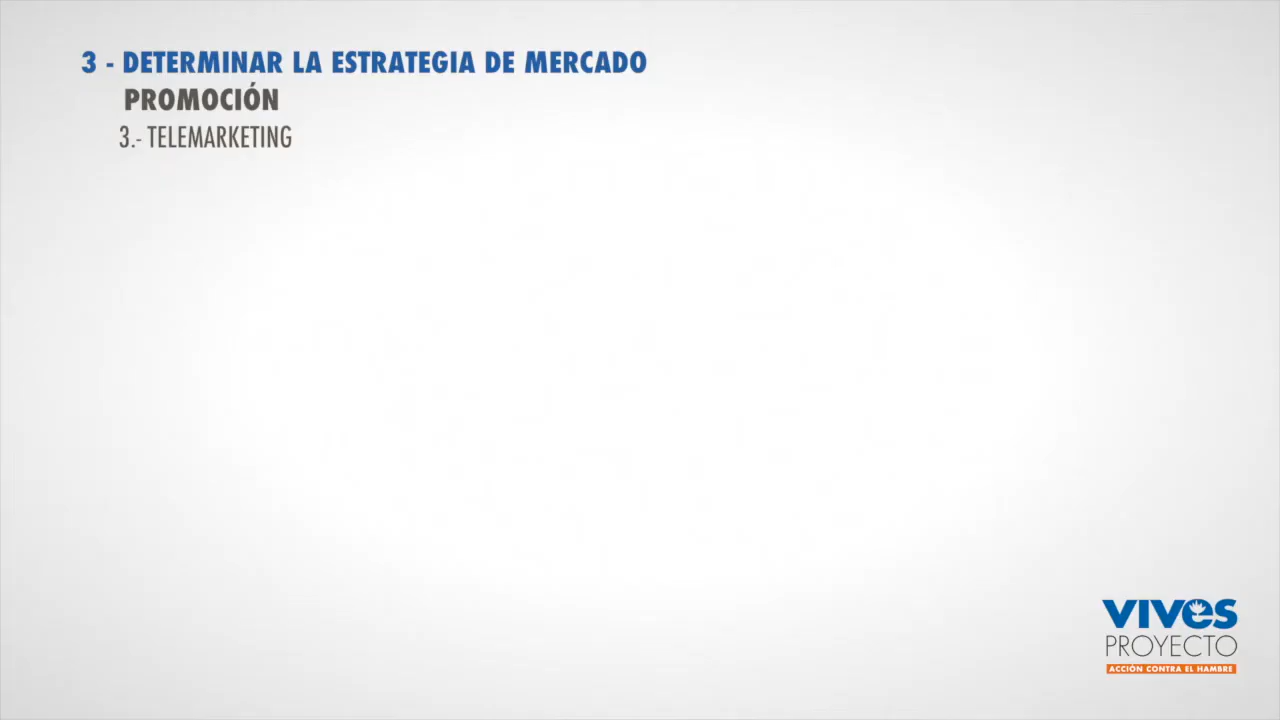 3 - DETERMINAR LA ESTRATEGIA DE MERCADO
PROMOCIÓN
3.- TELEMARKETING
VIVES
PROYECTO
ACCIÓN CONTRA EL HAMBRE